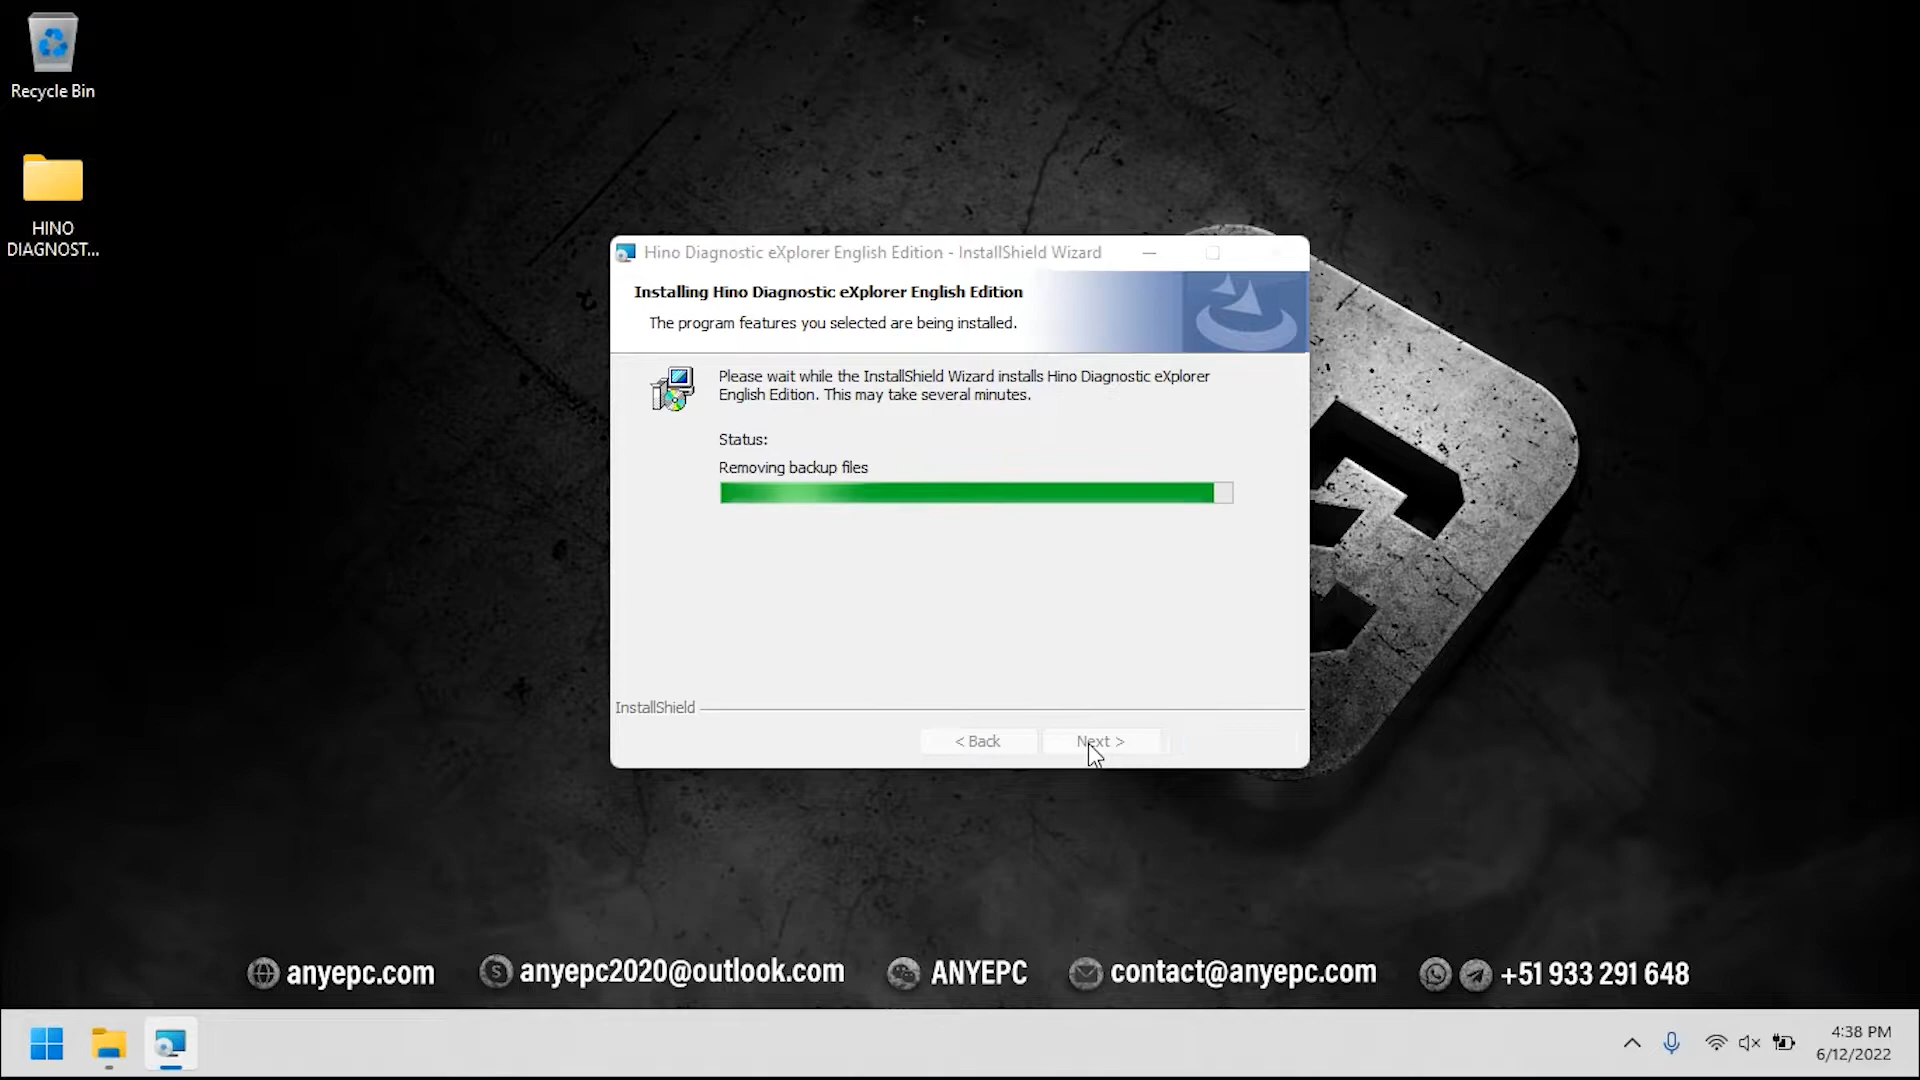 Recycle Bin
HINO
DIAGNOST...
Hino Diagnostic eXplorer English Edition - InstallShield Wizard
Installing Hino Diagnostic eXplorer English Edition
The program features you selected are being installed.
Please wait while the InstallShield Wizard installs Hino Diagnostic eXplorer
English Edition. This may take several minutes.
Status:
Removing backup files
InstallShield
< Back
Next >
anyepc.com
anyepc2020@outlook.com
ANYEPC
contact@anyepc.com
+51 933 291 648
4:38 PM
6/12/2022